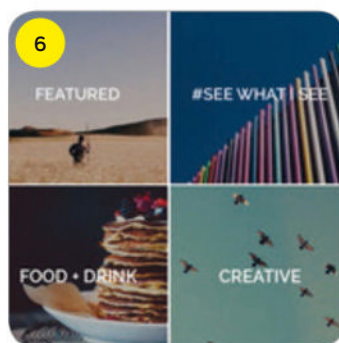 6
FEATURED
#SEE WHAT I SEE
FOOD + DRINK
CREATIVE